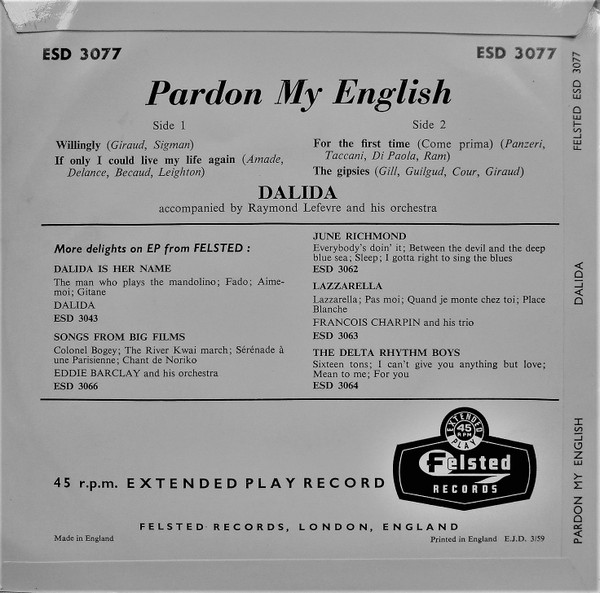 ESD 3077
ESD 3077
Pardon My English
Side 1
Willingly (Giraud, Sigman)
If only I could live my life again (Amade,
Delance, Becaud, Leighton)
Side 2
For the first time (Come prima) (Panzeri,
Taccani, Di Paola, Ram)
The gipsies (Gill, Guilgud, Cour, Giraud)
DALIDA
accompanied by Raymond Lefevre and his orchestra
More delights on EP from FELSTED :
DALIDA IS HER NAME
The man who plays the mandolino; Fado; Aime-
moi; Gitane
DALIDA
ESD 3043
SONGS FROM BIG FILMS
Colonel Bogey; The River Kwai march; Sérénade à
une Parisienne; Chant de Noriko
EDDIE BARCLAY and his orchestra
ESD 3066
JUNE RICHMOND
Everybody's doin' it; Between the devil and the deep
blue sea; Sleep; I gotta right to sing the blues
ESD 3062
LAZZARELLA
Lazzarella; Pas moi; Quand je monte chez toi; Place
Blanche
FRANCOIS CHARPIN and his trio
ESD 3063
THE DELTA RHYTHM BOYS
Sixteen tons; I can't give you anything but love;
Mean to me; For you
ESD 3064
45 r.p.m. EXTENDED PLAY RECORD
EXTENDED
45
RPM
PLAY
Felsted
RECORDS
FELSTED RECORDS, LONDON, ENGLAND
Made in England
Printed in England E.J.D. 3/59
FELSTED ESD 3077
DALIDA
PARDON MY ENGLISH